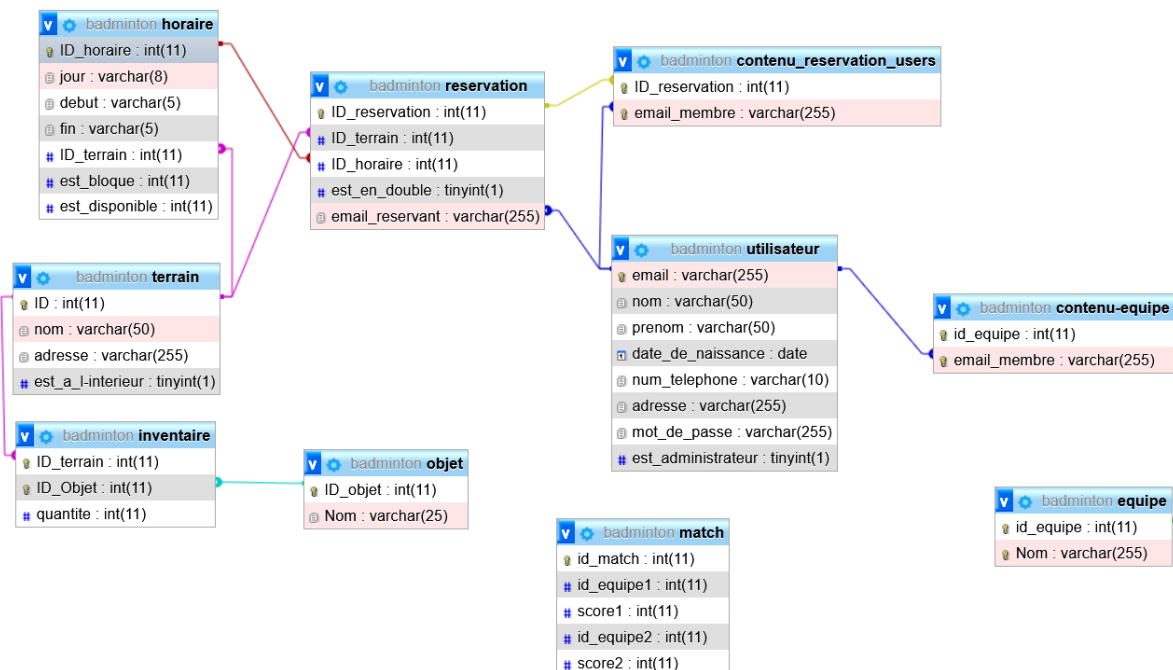 badminton horaire
ID_horaire : int(11)
jour : varchar(8)
debut : varchar(5)
fin : varchar(5)
ID_terrain : int(11)
est_bloque : int(11)
est_disponible : int(11)
badminton reservation
ID_reservation : int(11)
ID_terrain : int(11)
ID_horaire : int(11)
est_en_double : tinyint(1)
email_reservant : varchar(255)
badminton contenu_reservation_users
ID_reservation : int(11)
email_membre : varchar(255)
badminton terrain
ID : int(11)
nom : varchar(50)
adresse : varchar(255)
est_a_l-interieur : tinyint(1)
badminton utilisateur
email : varchar(255)
nom : varchar(50)
prenom : varchar(50)
date_de_naissance : date
num_telephone : varchar(10)
adresse : varchar(255)
mot_de_passe : varchar(255)
est_administrateur : tinyint(1)
badminton contenu-equipe
id_equipe : int(11)
email_membre : varchar(255)
badminton inventaire
ID_terrain : int(11)
ID_Objet : int(11)
quantite : int(11)
badminton objet
ID_objet : int(11)
Nom : varchar(25)
badminton match
id_match : int(11)
id_equipe1 : int(11)
score1 : int(11)
id_equipe2 : int(11)
score2 : int(11)
badminton equipe
id_equipe : int(11)
Nom : varchar(255)